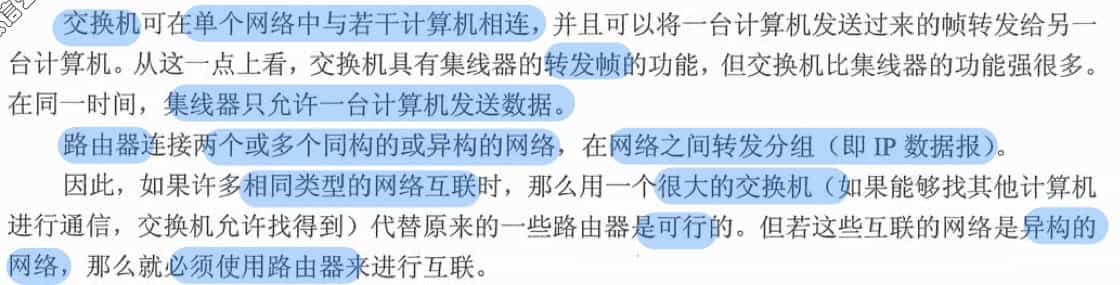 交换机可在单个网络中与若干计算机相连，并且可以将一台计算机发送过来的帧转发给另一
台计算机。从这一点上看，交换机具有集线器的转发帧的功能，但交换机比集线器的功能强很多。
在同一时间，集线器只允许一台计算机发送数据。
路由器连接两个或多个同构的或异构的网络，在网络之间转发分组（即 IP 数据报）。
因此，如果许多相同类型的网络互联时，那么用一个很大的交换机（如果能够找其他计算机
进行通信，交换机允许找得到）代替原来的一些路由器是可行的。但若这些互联的网络是异构的
网络，那么就必须使用路由器来进行互联。